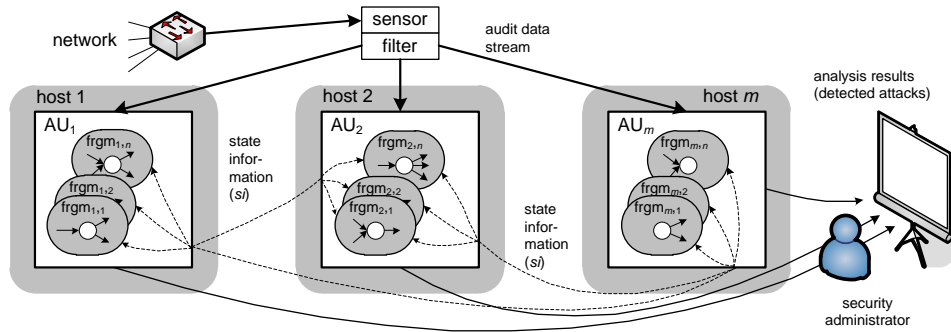 network
sensor
filter
audit data
stream
host 1
host 2
host m
analysis results
(detected attacks)
AU1
frgm1,n
frgm1,2
frgm1,1
state
infor-
mation
(si)
AU2
frgm2,n
frgm2,2
frgm2,1
state
infor-
mation
(si)
AUm
frgmm,n
frgmm,2
frgmm,1
security
administrator